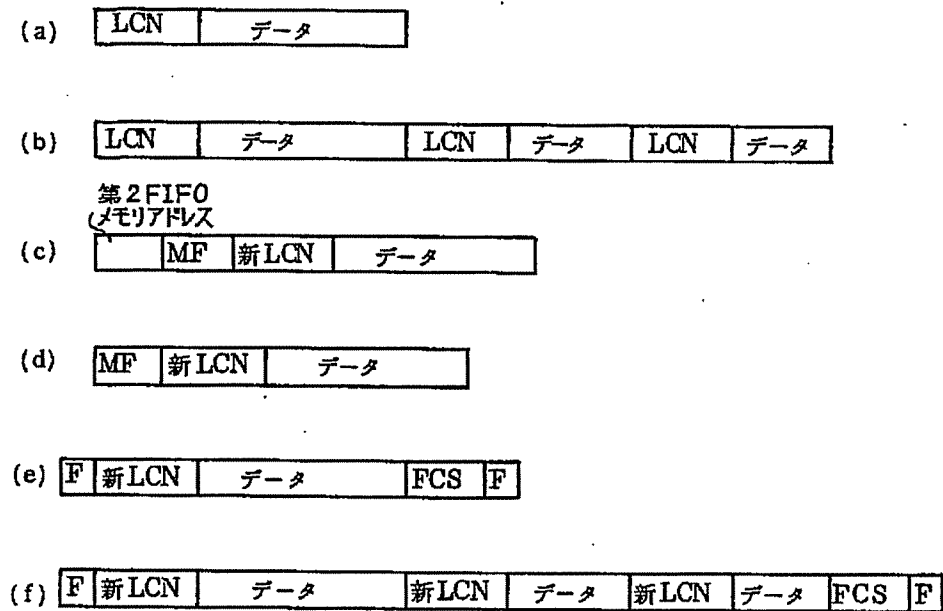 (a) LCN データ
(b) LCN データ LCN データ LCN データ
第2FIFO
メモリアドレス
(c) MF 新LCN データ
(d) MF 新LCN データ
(e) F 新LCN データ FCS F
(f) F 新LCN データ 新LCN データ 新LCN データ FCS F